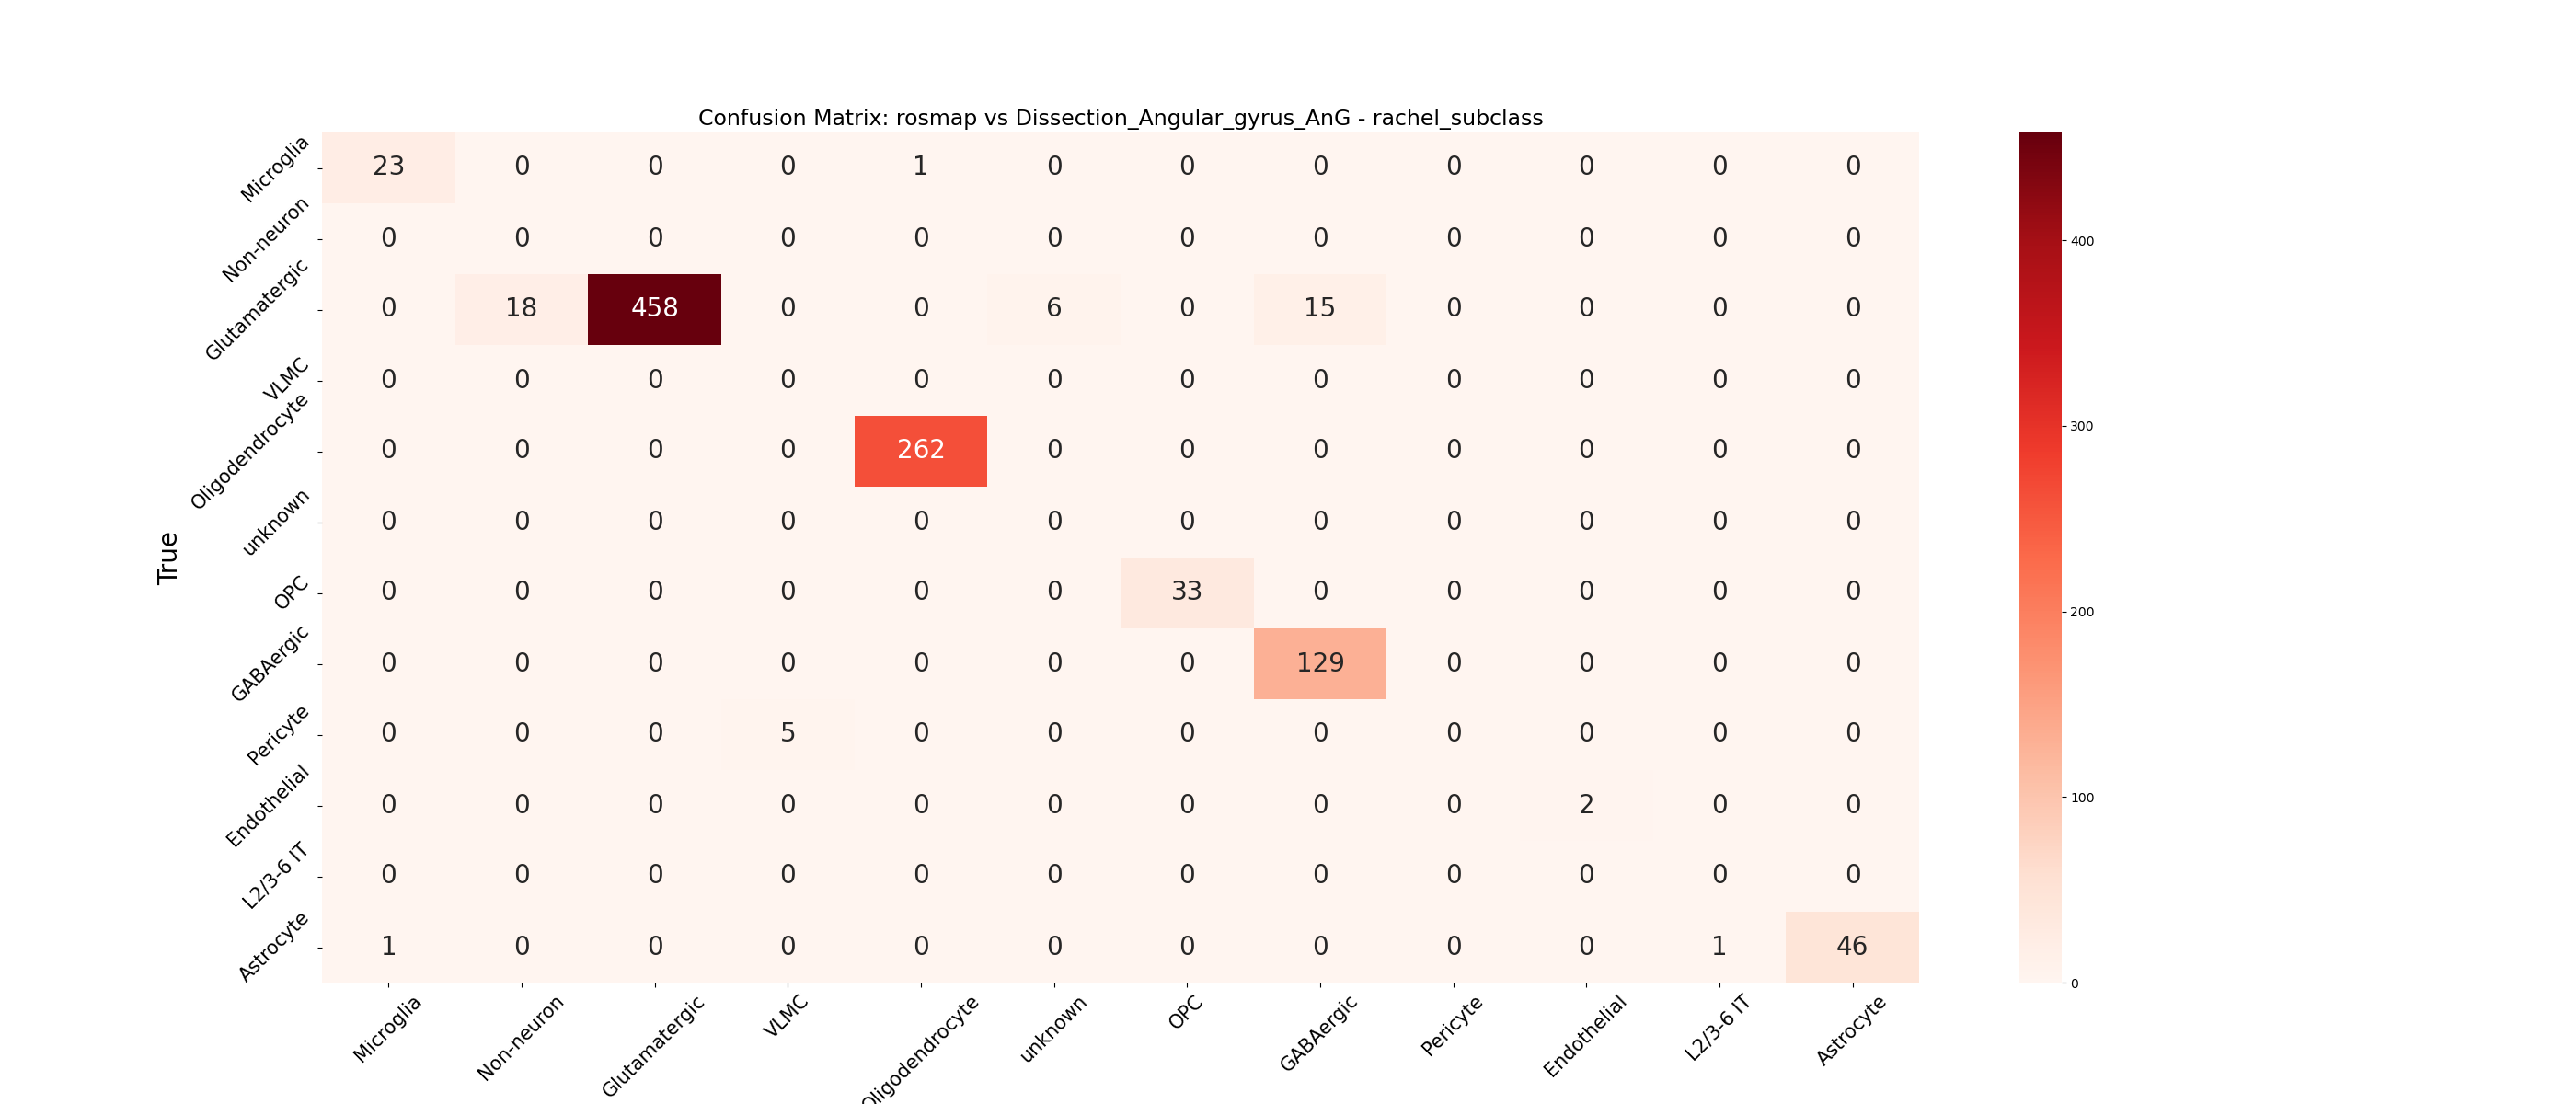 Confusion Matrix: rosmap vs Dissection_Angular_gyrus_AnG - rachel_subclass
True
Microglia 23 0 0 0 1 0 0 0 0 0 0 0
Non-neuron 0 0 0 0 0 0 0 0 0 0 0 0
Glutamatergic 0 18 458 0 0 6 0 15 0 0 0 0
VLMC 0 0 0 0 0 0 0 0 0 0 0 0
Oligodendrocyte 0 0 0 0 262 0 0 0 0 0 0 0
unknown 0 0 0 0 0 0 0 0 0 0 0 0
OPC 0 0 0 0 0 0 33 0 0 0 0 0
GABAergic 0 0 0 0 0 0 0 129 0 0 0 0
Pericyte 0 0 0 5 0 0 0 0 0 0 0 0
Endothelial 0 0 0 0 0 0 0 0 0 2 0 0
L2/3-6 IT 0 0 0 0 0 0 0 0 0 0 0 0
Astrocyte 1 0 0 0 0 0 0 0 0 0 1 46
Microglia Non-neuron Glutamatergic VLMC Oligodendrocyte unknown OPC GABAergic Pericyte Endothelial L2/3-6 IT Astrocyte
400
300
200
100
0